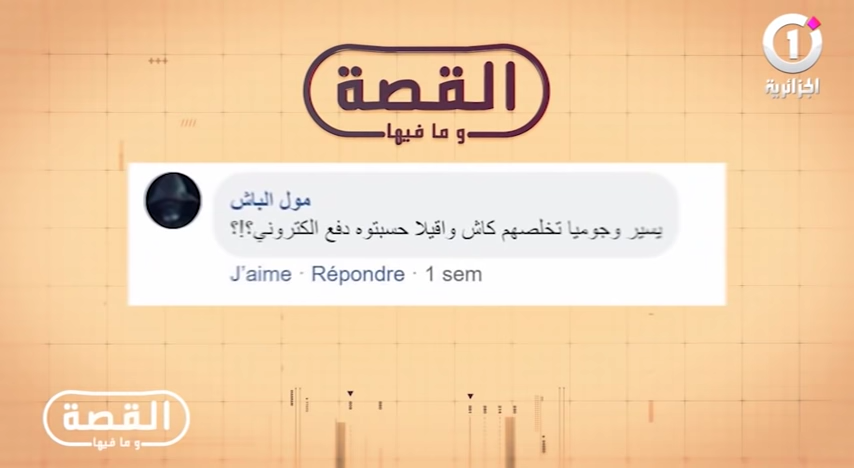 1
الجزائرية
القصة
و ما فيها
مول الباش
يسير وجوميا تخلصهم كاش واقيلا حسبتوه دفع الكتروني؟!؟
J'aime · Répondre · 1 sem
القصة
و ما فيها